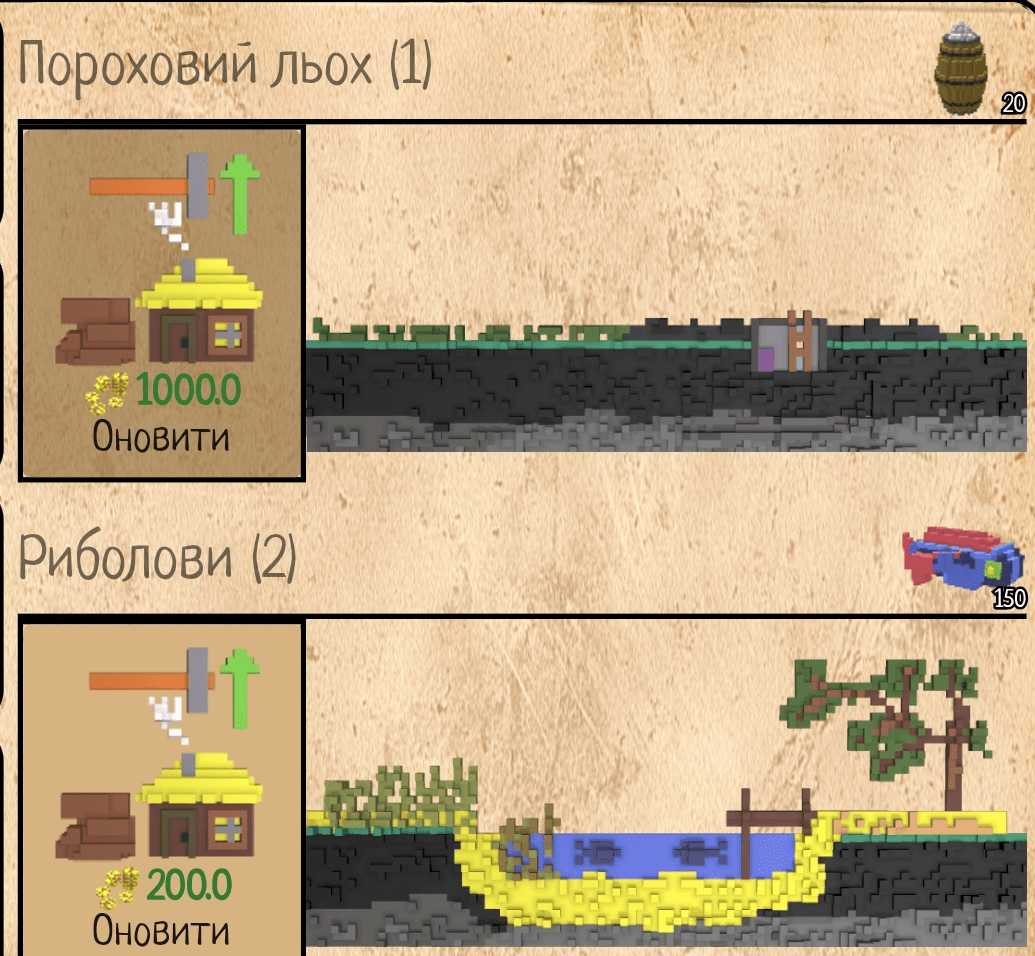 Пороховий льох (1)
20
1000.0
Оновити
Риболови (2)
150
200.0
Оновити